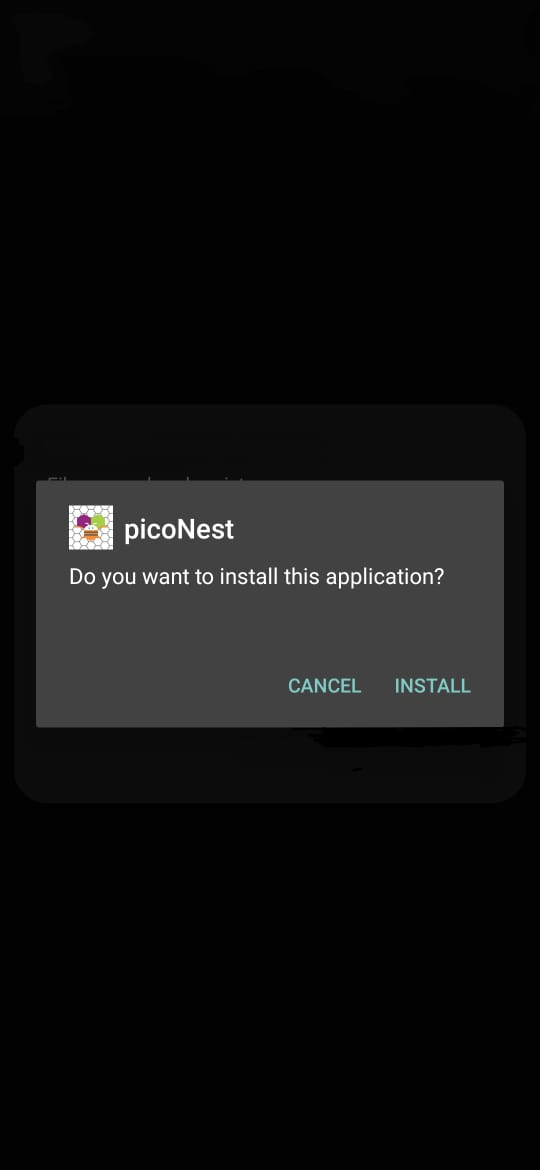 picoNest
Do you want to install this application?
CANCEL
INSTALL